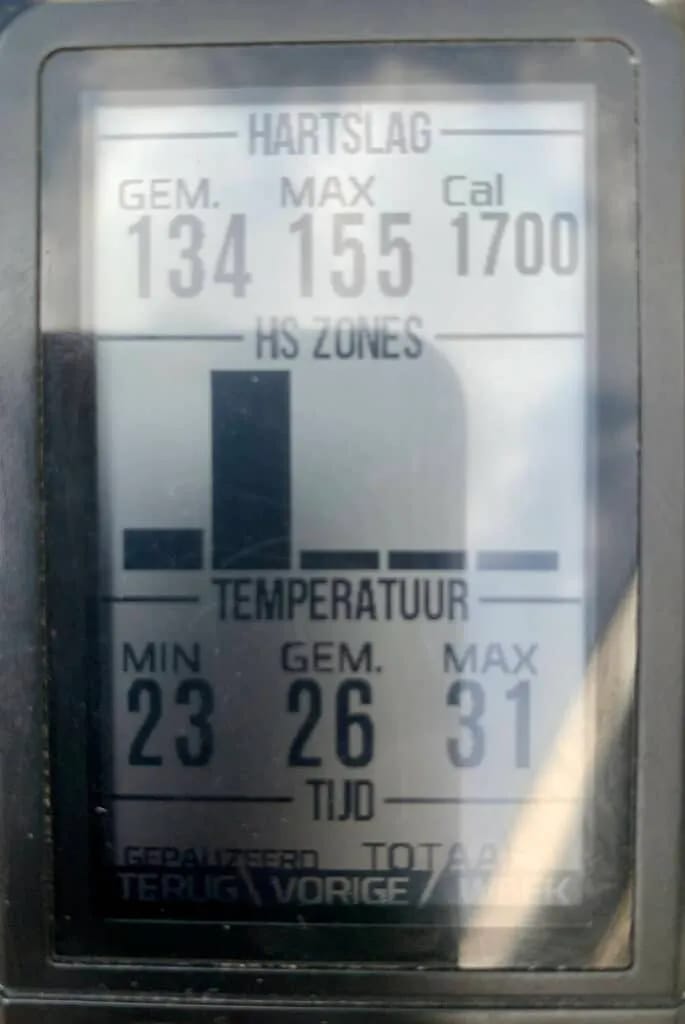 HARTSLAG
GEM. MAX Cal
134 155 1700
HS ZONES
TEMPERATUUR
MIN GEM. MAX
23 26 31
TIJD
GEPAUZEERD TOTAAL
TERUG \ VORIGE /